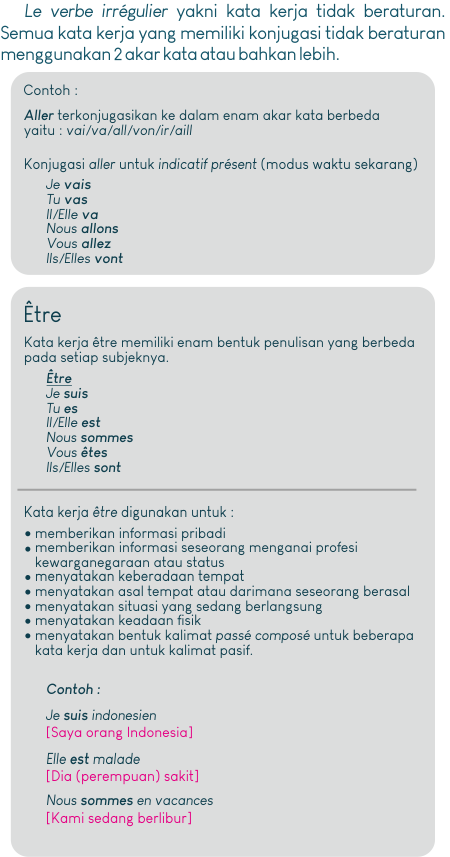 Le verbe irrégulier yakni kata kerja tidak beraturan.
Semua kata kerja yang memiliki konjugasi tidak beraturan
menggunakan 2 akar kata atau bahkan lebih.
Contoh :
Aller terkonjugasikan ke dalam enam akar kata berbeda
yaitu : vai/va/all/von/ir/aill
Konjugasi aller untuk indicatif présent (modus waktu sekarang)
Je vais
Tu vas
Il/Elle va
Nous allons
Vous allez
Ils/Elles vont
Être
Kata kerja être memiliki enam bentuk penulisan yang berbeda
pada setiap subjeknya.
Être
Je suis
Tu es
Il/Elle est
Nous sommes
Vous êtes
Ils/Elles sont
Kata kerja être digunakan untuk :
• memberikan informasi pribadi
• memberikan informasi seseorang menganai profesi
kewarganegaraan atau status
• menyatakan keberadaan tempat
• menyatakan asal tempat atau darimana seseorang berasal
• menyatakan situasi yang sedang berlangsung
• menyatakan keadaan fisik
• menyatakan bentuk kalimat passé composé untuk beberapa
kata kerja dan untuk kalimat pasif.
Contoh :
Je suis indonesien
[Saya orang Indonesia]
Elle est malade
[Dia (perempuan) sakit]
Nous sommes en vacances
[Kami sedang berlibur]